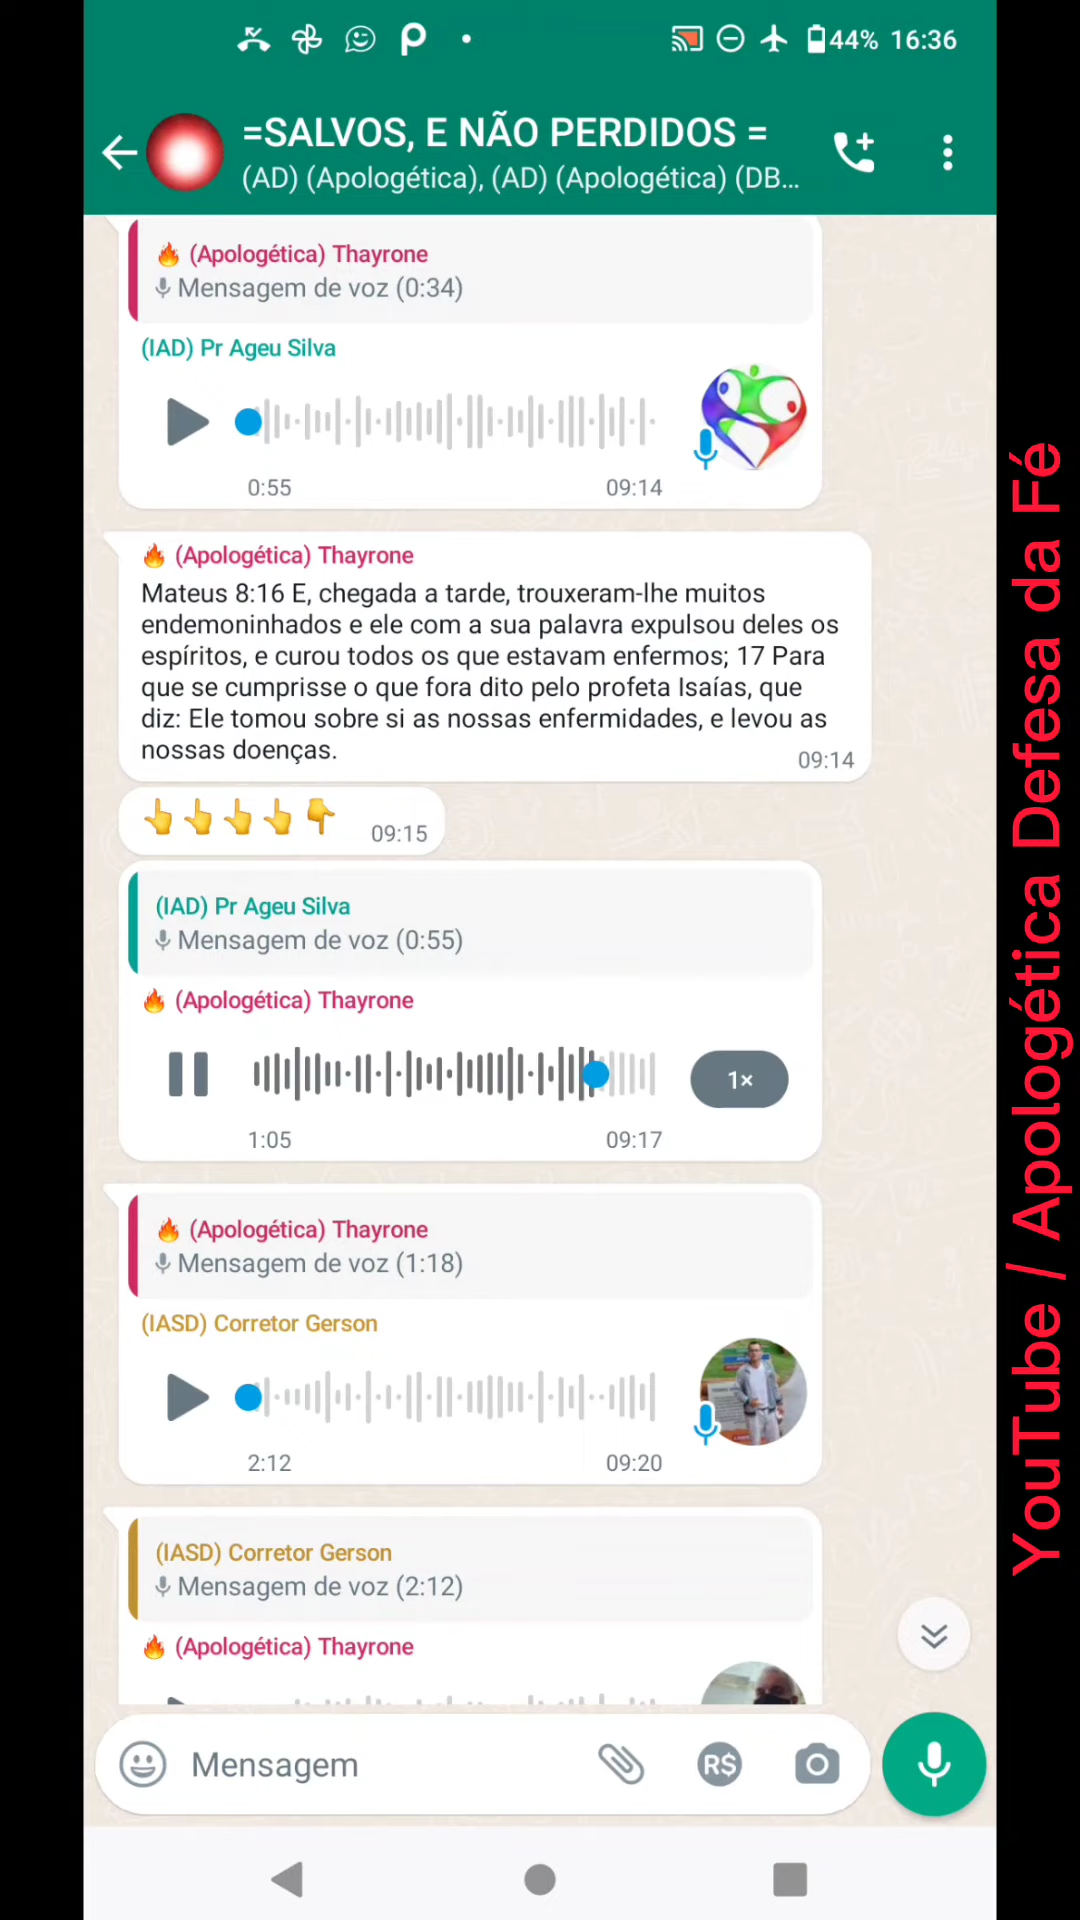 44% 16:36
=SALVOS, E NÃO PERDIDOS =
(AD) (Apologética), (AD) (Apologética) (DB...
🔥 (Apologética) Thayrone
Mensagem de voz (0:34)
(IAD) Pr Ageu Silva
0:55 09:14
🔥 (Apologética) Thayrone
Mateus 8:16 E, chegada a tarde, trouxeram-lhe muitos
endemoninhados e ele com a sua palavra expulsou deles os
espíritos, e curou todos os que estavam enfermos; 17 Para
que se cumprisse o que fora dito pelo profeta Isaías, que
diz: Ele tomou sobre si as nossas enfermidades, e levou as
nossas doenças.
09:14
👆👆👆👆👇 09:15
(IAD) Pr Ageu Silva
Mensagem de voz (0:55)
🔥 (Apologética) Thayrone
1×
1:05 09:17
🔥 (Apologética) Thayrone
Mensagem de voz (1:18)
(IASD) Corretor Gerson
2:12 09:20
(IASD) Corretor Gerson
Mensagem de voz (2:12)
🔥 (Apologética) Thayrone
Mensagem R$
YouTube / Apologética Defesa da Fé